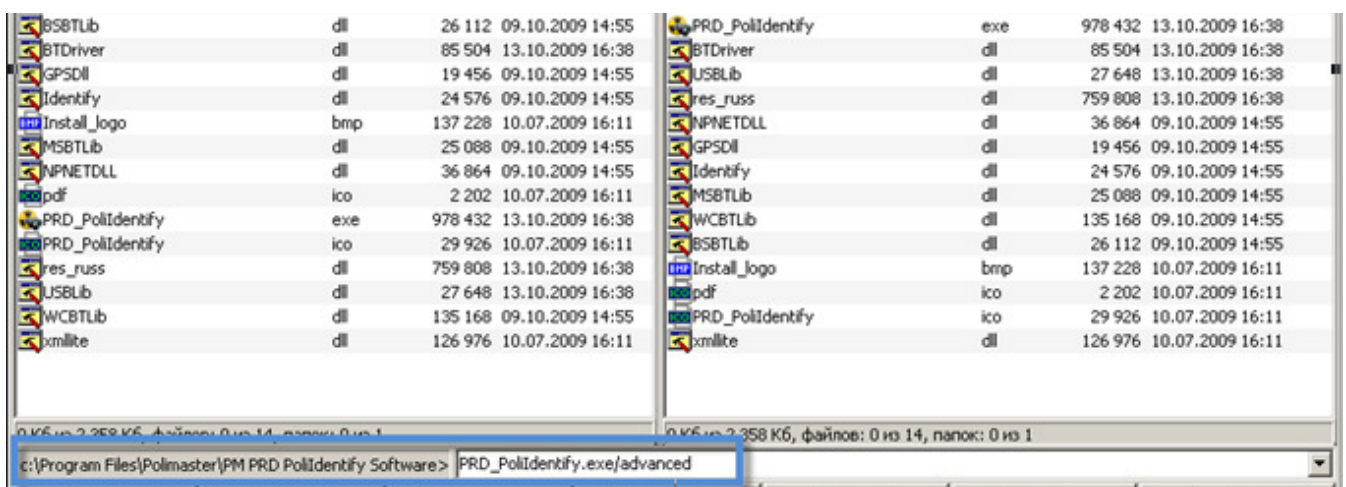 BSBTLib dll 26 112 09.10.2009 14:55
BTDriver dll 85 504 13.10.2009 16:38
GPSDll dll 19 456 09.10.2009 14:55
Identify dll 24 576 09.10.2009 14:55
Install_logo bmp 137 228 10.07.2009 16:11
MSBTLib dll 25 088 09.10.2009 14:55
NPNETDLL dll 36 864 09.10.2009 14:55
pdf ico 2 202 10.07.2009 16:11
PRD_PoliIdentify exe 978 432 13.10.2009 16:38
PRD_PoliIdentify ico 29 926 10.07.2009 16:11
res_russ dll 759 808 13.10.2009 16:38
USBLib dll 27 648 13.10.2009 16:38
WCBTLib dll 135 168 09.10.2009 14:55
xmllite dll 126 976 10.07.2009 16:11
0 Кб из 2 358 Кб, файлов: 0 из 14, папок: 0 из 1
PRD_PoliIdentify exe 978 432 13.10.2009 16:38
BTDriver dll 85 504 13.10.2009 16:38
USBLib dll 27 648 13.10.2009 16:38
res_russ dll 759 808 13.10.2009 16:38
NPNETDLL dll 36 864 09.10.2009 14:55
GPSDll dll 19 456 09.10.2009 14:55
Identify dll 24 576 09.10.2009 14:55
MSBTLib dll 25 088 09.10.2009 14:55
WCBTLib dll 135 168 09.10.2009 14:55
BSBTLib dll 26 112 09.10.2009 14:55
Install_logo bmp 137 228 10.07.2009 16:11
pdf ico 2 202 10.07.2009 16:11
PRD_PoliIdentify ico 29 926 10.07.2009 16:11
xmllite dll 126 976 10.07.2009 16:11
0 Кб из 2 358 Кб, файлов: 0 из 14, папок: 0 из 1
c:\Program Files\Polimaster\PM PRD PoliIdentify Software> PRD_PoliIdentify.exe/advanced